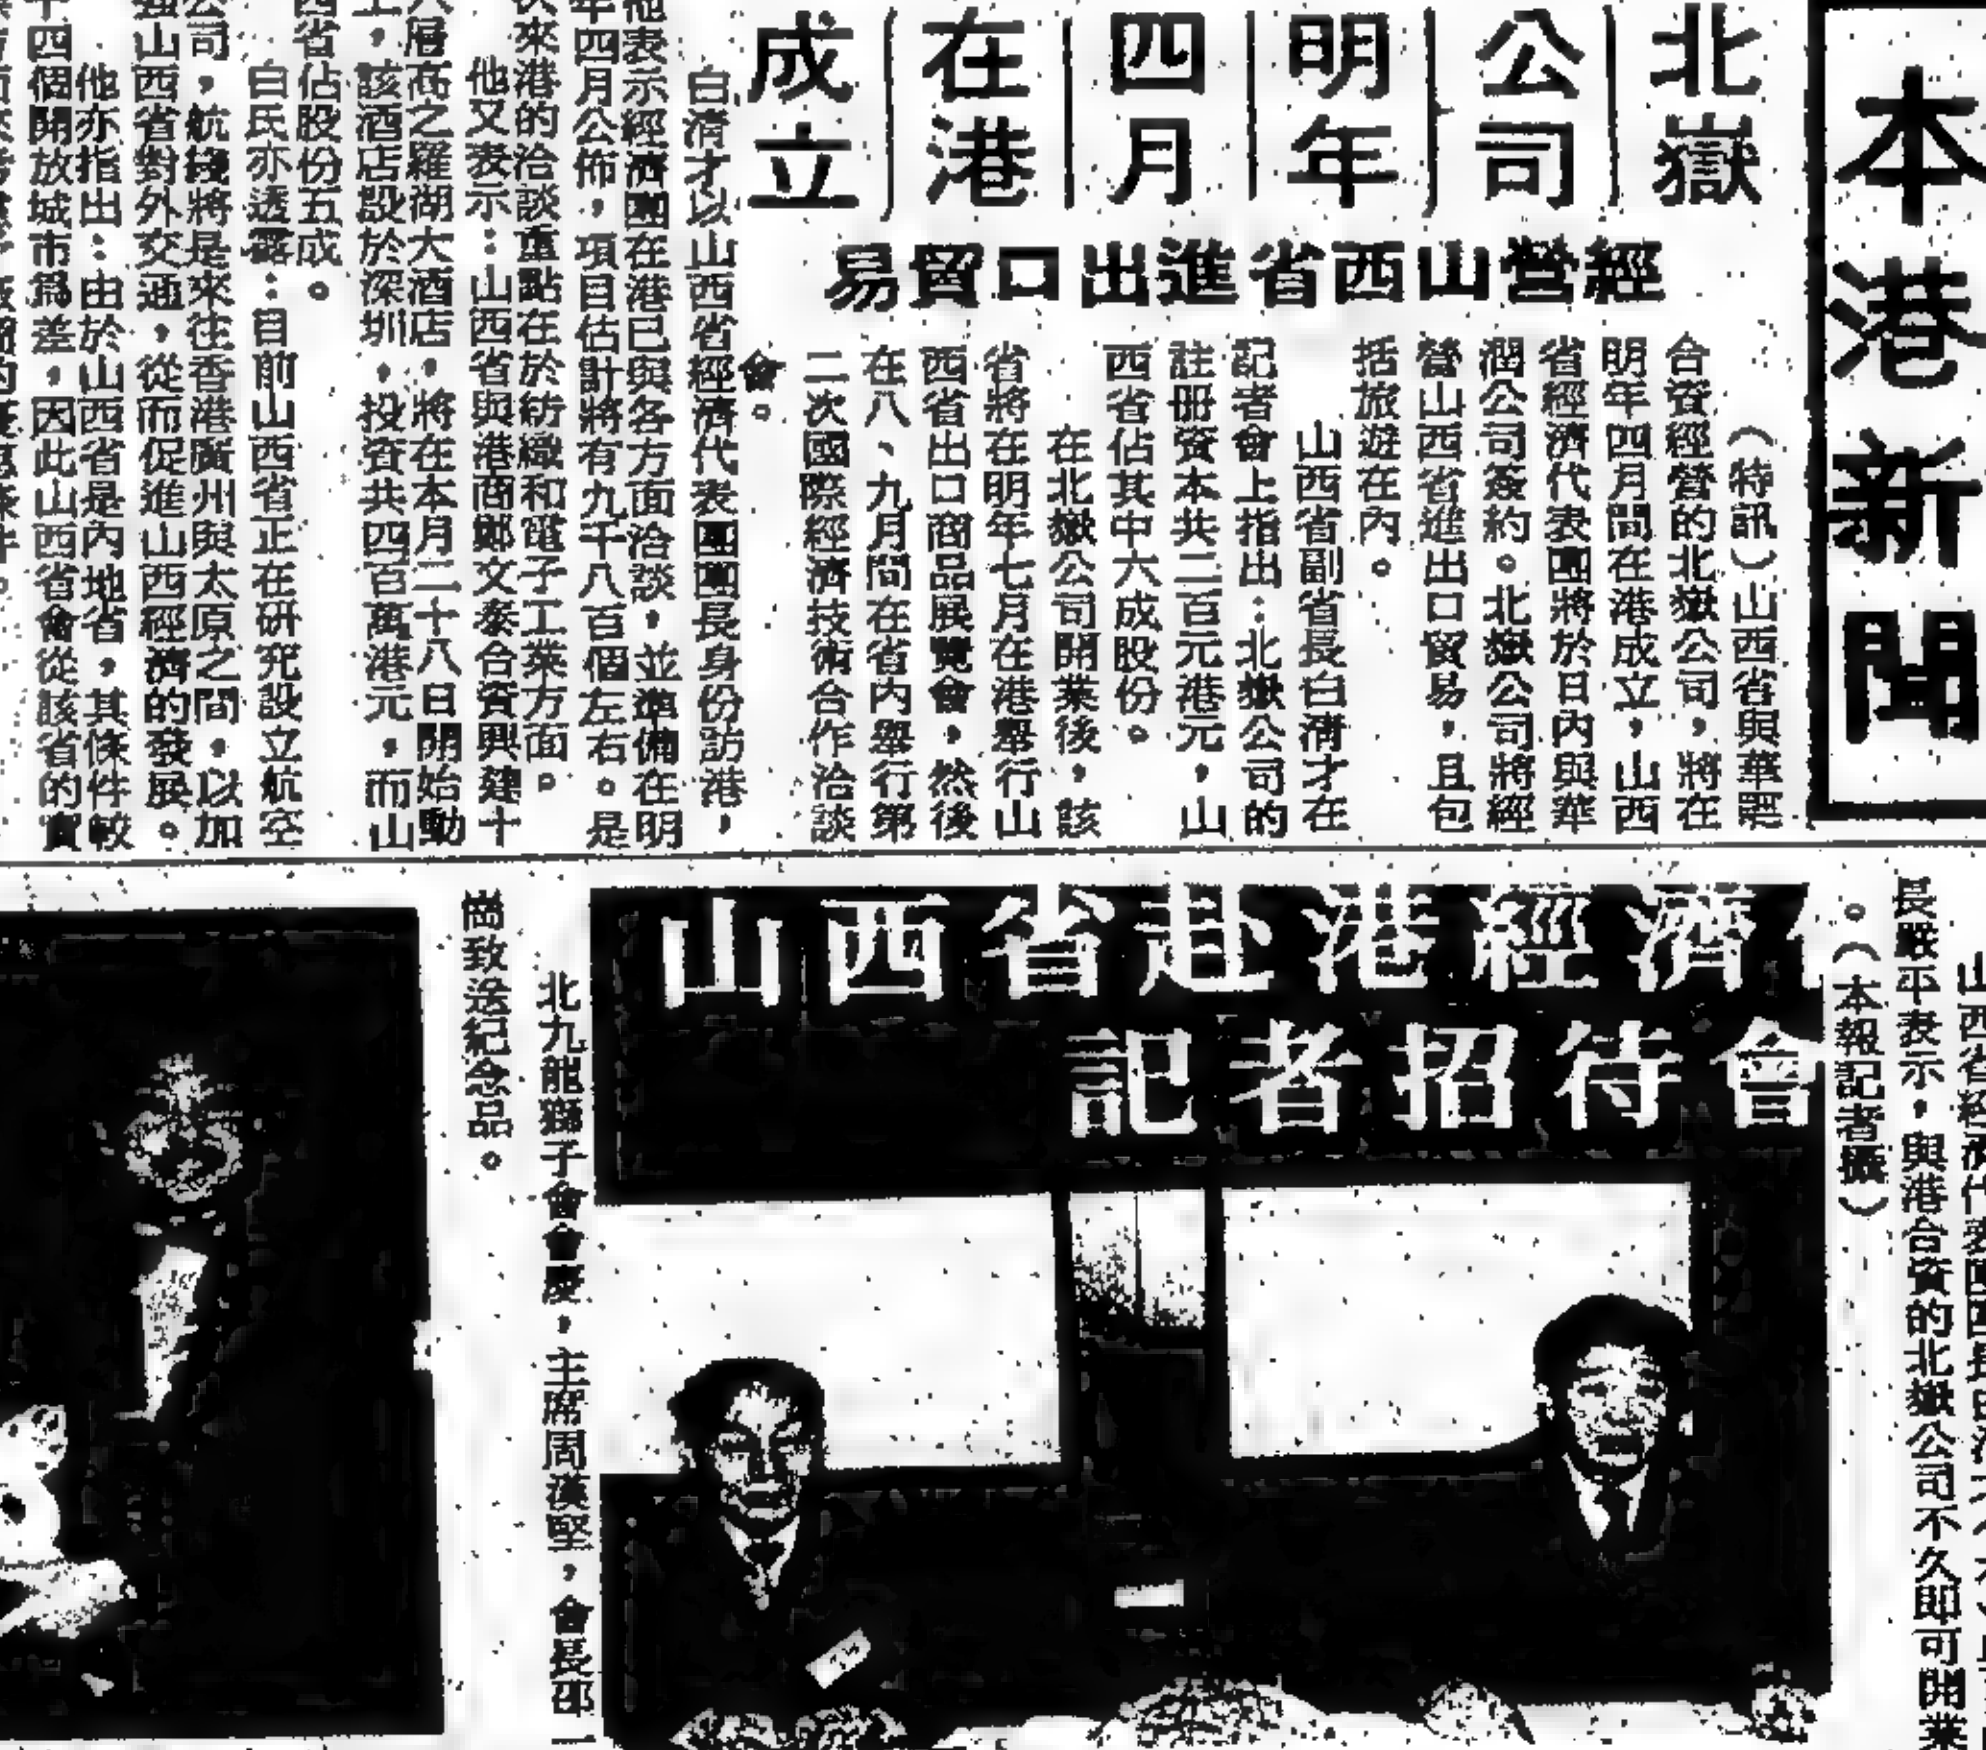 本港新聞
北嶽公司明年四月在港成立
經營山西省進出口貿易
（特訊）山西省與華
合資經營的北嶽公司，將在
明年四月間在港成立，山西
省經濟代表團將於日內與華
潤公司簽約。北嶽公司將經
營山西省進出口貿易，且包
括旅遊在內。
山西省副省長白清才在
記者會上指出：北嶽公司的
註册資本共二百元港元，山
西省佔其中六成股份。
在北嶽公司開業後，該
省將在明年七月在港舉行山
西省出口商品展覽會，然後
在八、九月間在省内舉行第
二次國際經濟技術合作洽談
會。
白清才以山西省經濟代表團團長身份訪港，
他表示經濟團在港已與各方面洽談，並準備在明
年四月公佈，項目估計將有九千八百個左右。是
次來港的洽談重點在於紡織和電子工業方面。
他又表示：山西省與港商鄭文泰合資興建十
八層高之羅湖大酒店，將在本月二十八日開始動
工，該酒店設於深圳，投資共四百萬港元，而山
西省佔股份五成。
白氏亦透露：目前山西省正在研究設立航空
公司，航綫將是來往香港廣州與太原之間，以加
強山西省對外交通，從而促進山西經濟的發展。
他亦指出：由於山西省是內地省，其條件較
十四個開放城市爲差，因此山西省會從該省的實
山西省赴港經濟
記者招待會
山西省經濟代表團團長白清才
長嚴平表示，與港合資的北嶽公司不久即可開業
。（本報記者攝）
北九龍獅子會會慶，主席周漢堅，會長邵一
崗致送紀念品。